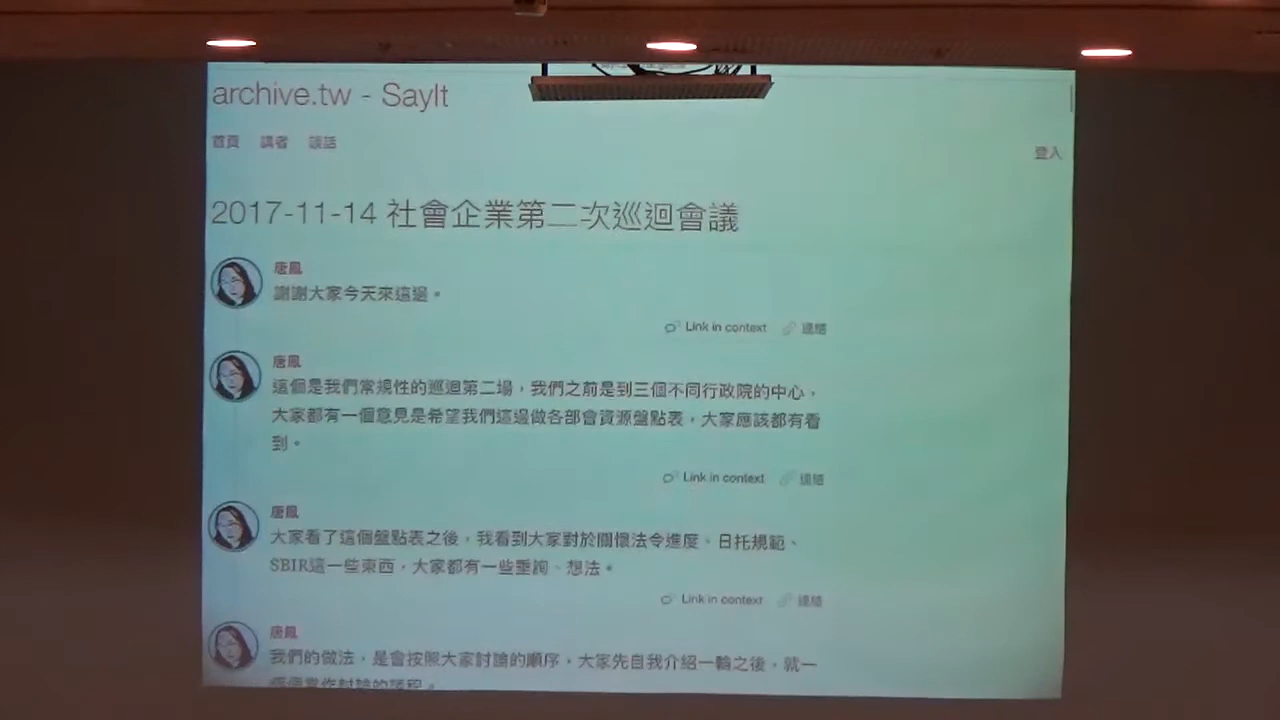 archive.tw - SayIt
首頁 講者 談話
登入
2017-11-14 社會企業第二次巡迴會議
唐鳳
謝謝大家今天來這邊。
Link in context 連結
唐鳳
這個是我們常規性的巡迴第二場，我們之前是到三個不同行政院的中心，
大家都有一個意見是希望我們這邊做各部會資源盤點表，大家應該都有看
到。
Link in context 連結
唐鳳
大家看了這個盤點表之後，我看到大家對於關懷法令進度、日托規範、
SBIR這一些東西，大家都有一些垂詢、想法。
Link in context 連結
唐鳳
我們的做法，是會按照大家討論的順序，大家先自我介紹一輪之後，就一